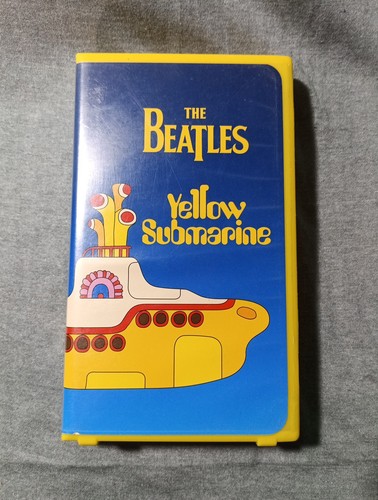 THE
BEATLES
Yellow
Submarine